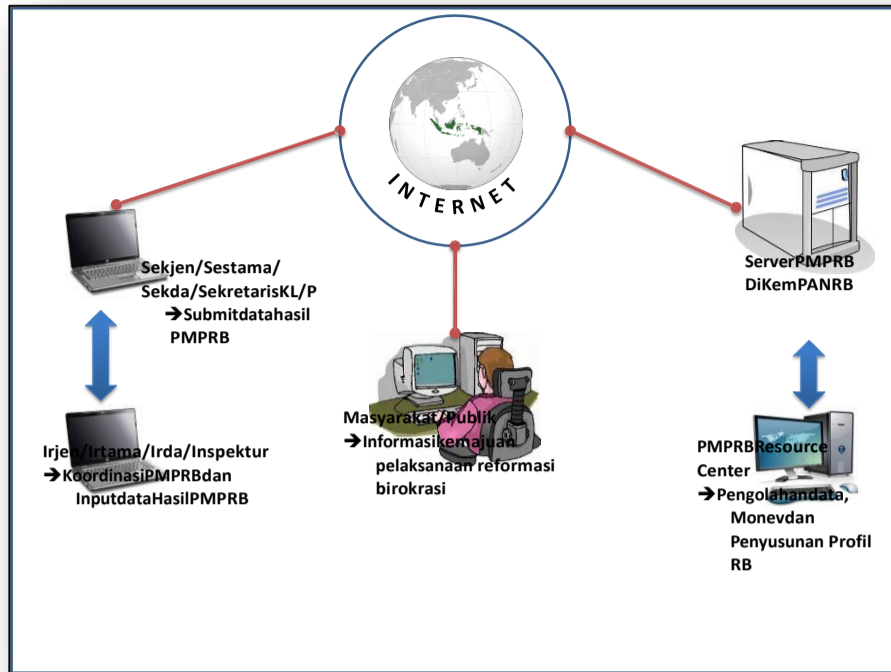 INTERNET
Sekjen/Sestama/
Sekda/SekretarisKL/P
➔Submitdatahasil
PMPRB
Irjen/Irtama/Irda/Inspektur
➔KoordinasiPMPRBdan
InputdataHasilPMPRB
Masyarakat/Publik
➔Informasikemajuan
pelaksanaan reformasi
birokrasi
ServerPMPRB
DiKemPANRB
PMPRBResource
Center
➔Pengolahandata,
Monevdan
Penyusunan Profil
RB